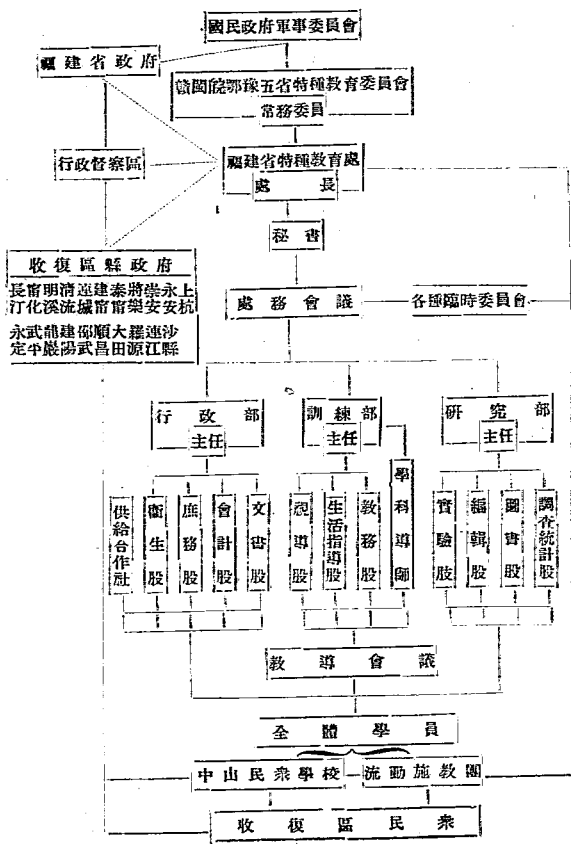 國民政府軍事委員會
福建省政府
贛閩皖鄂豫五省特種教育委員會
常務委員
行政督察區
福建省特種教育處
處長
秘書
收復區縣政府
長甯明清連建泰將崇永上
汀化溪流城甯甯樂安安杭
永武龍建邵順大羅連沙
定平巖陽武昌田源江縣
處務會議
各種臨時委員會
行政部
主任
訓練部
主任
研究部
主任
供給合作社
衛生股
庶務股
會計股
文書股
視導股
生活指導股
教務股
學科導師
實驗股
編輯股
圖書股
調查統計股
教導會議
全體學員
中山民衆學校
流動施教團
收復區民衆